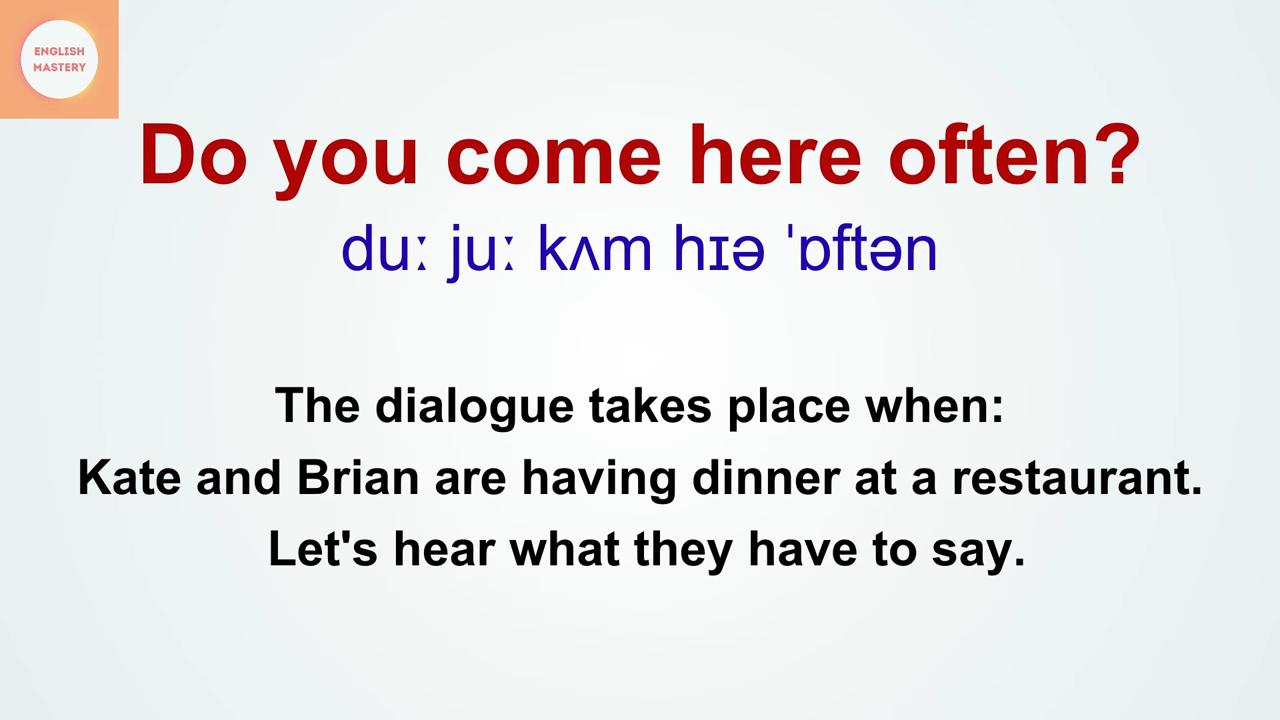 ENGLISH
MASTERY
Do you come here often?
duː juː kʌm hɪə ˈɒftən
The dialogue takes place when:
Kate and Brian are having dinner at a restaurant.
Let's hear what they have to say.